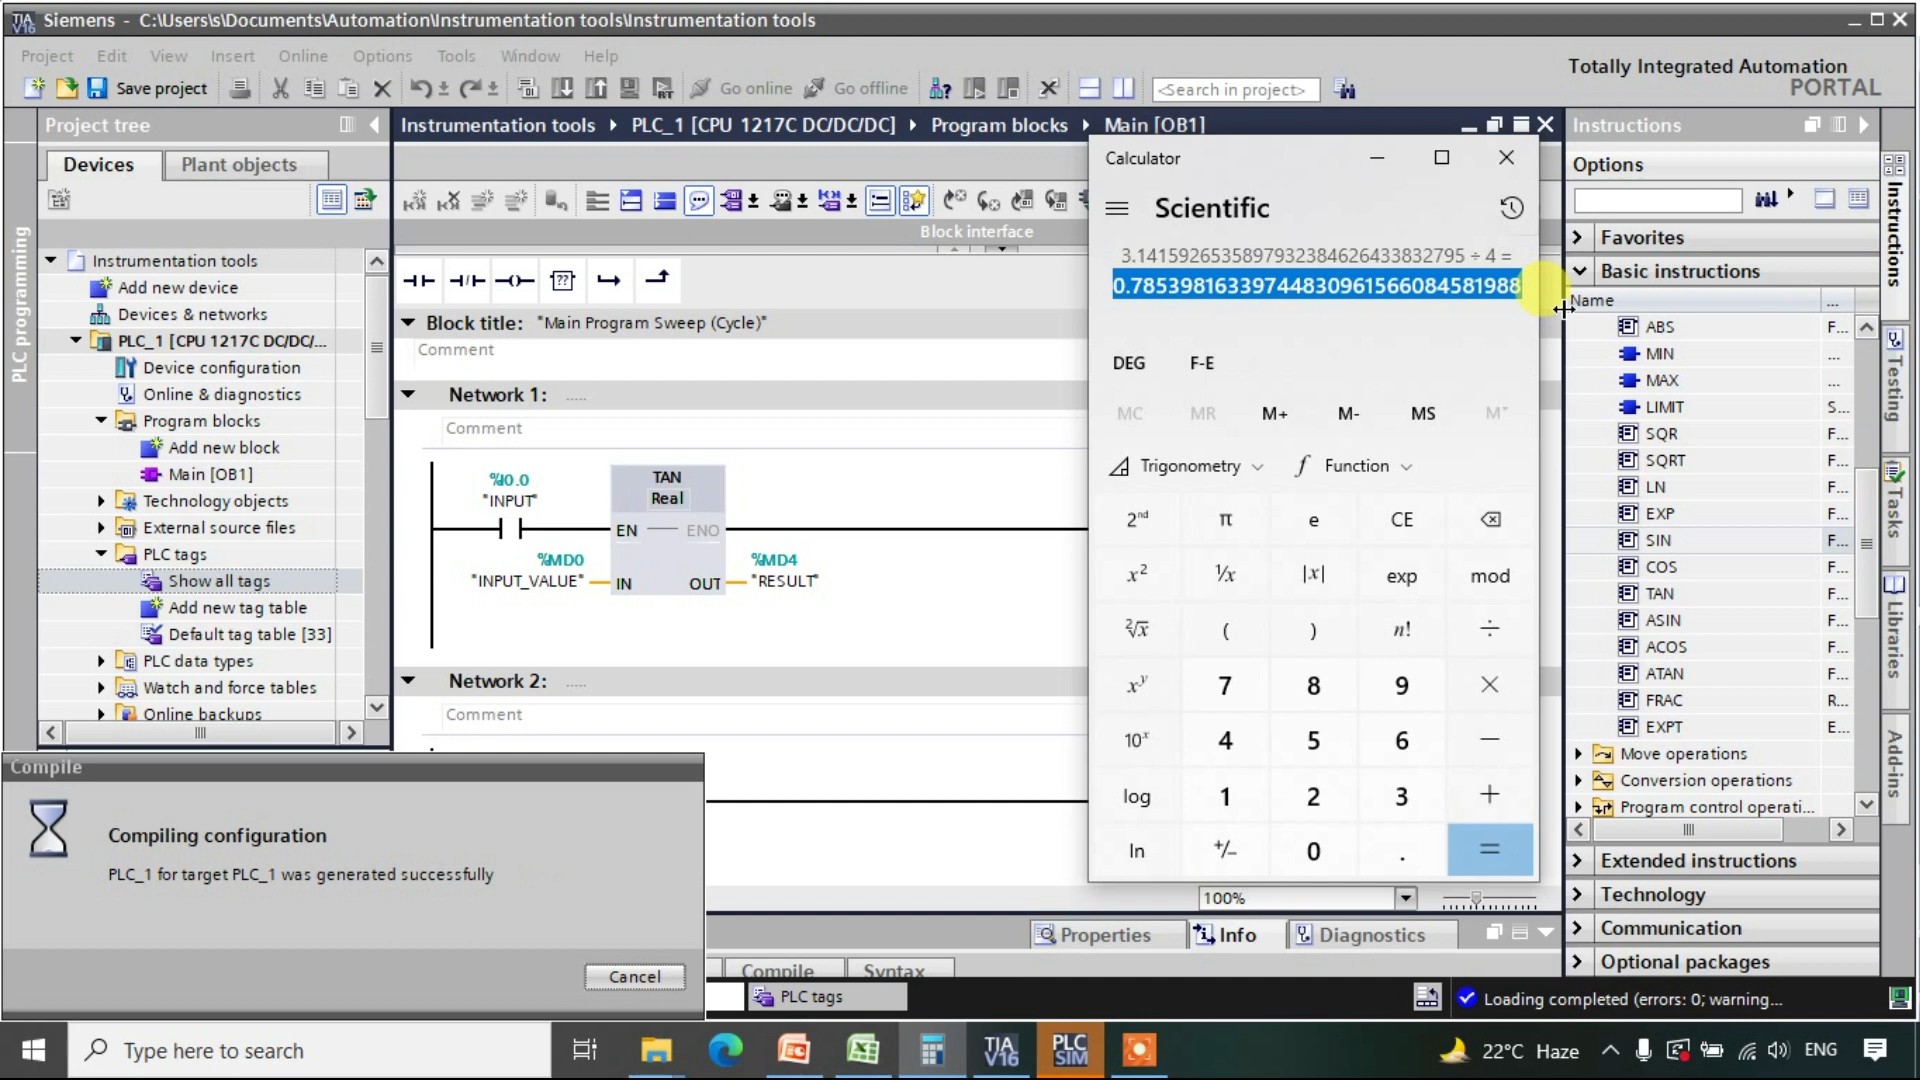 Siemens - C:\Users\s\Documents\Automation\Instrumentation tools\Instrumentation tools
Project Edit View Insert Online Options Tools Window Help
Totally Integrated Automation
PORTAL
Save project
Go online
Go offline
<Search in project>
Project tree
Instrumentation tools
PLC_1 [CPU 1217C DC/DC/DC]
Program blocks
Main [OB1]
Instructions
Devices
Plant objects
Options
Block interface
Favorites
Basic instructions
Name
...
Instrumentation tools
Add new device
Devices & networks
PLC_1 [CPU 1217C DC/DC/...
Device configuration
Online & diagnostics
Program blocks
Add new block
Main [OB1]
Technology objects
External source files
PLC tags
Show all tags
Add new tag table
Default tag table [33]
PLC data types
Watch and force tables
Online backups
PLC programming
Block title: "Main Program Sweep (Cycle)"
Comment
Network 1: .....
Comment
%I0.0
"INPUT"
TAN
Real
EN
ENO
%MD0
"INPUT_VALUE"
IN
OUT
%MD4
"RESULT"
Network 2: .....
Comment
Calculator
Scientific
3.1415926535897932384626433832795 ÷ 4 =
0.78539816339744830961566084581988
DEG
F-E
MC MR M+ M- MS M˅
Trigonometry
Function
2nd π e CE
x² ⅟x |x| exp mod
²√x ( ) n! ÷
xʸ 7 8 9 ×
10ˣ 4 5 6 −
log 1 2 3 +
ln +/− 0 . =
ABS F...
MIN ...
MAX ...
LIMIT S...
SQR F...
SQRT F...
LN F...
EXP F...
SIN F...
COS F...
TAN F...
ASIN F...
ACOS F...
ATAN F...
FRAC R...
EXPT E...
Move operations
Conversion operations
Program control operati...
Extended instructions
Technology
Communication
Optional packages
Instructions
Testing
Tasks
Libraries
Add-ins
Compile
Compiling configuration
PLC_1 for target PLC_1 was generated successfully
Cancel
100%
Properties
Info
Diagnostics
Compile
Syntax
PLC tags
Loading completed (errors: 0; warning...
Type here to search
TIA
V16
PLC
SIM
22°C Haze
ENG